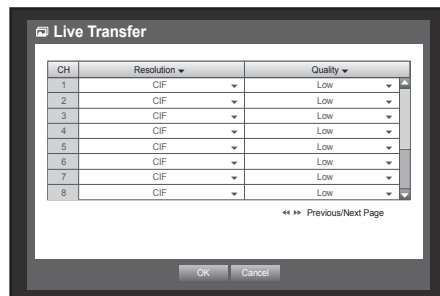 Live Transfer
CH Resolution Quality
1 CIF Low
2 CIF Low
3 CIF Low
4 CIF Low
5 CIF Low
6 CIF Low
7 CIF Low
8 CIF Low
Previous/Next Page
OK Cancel